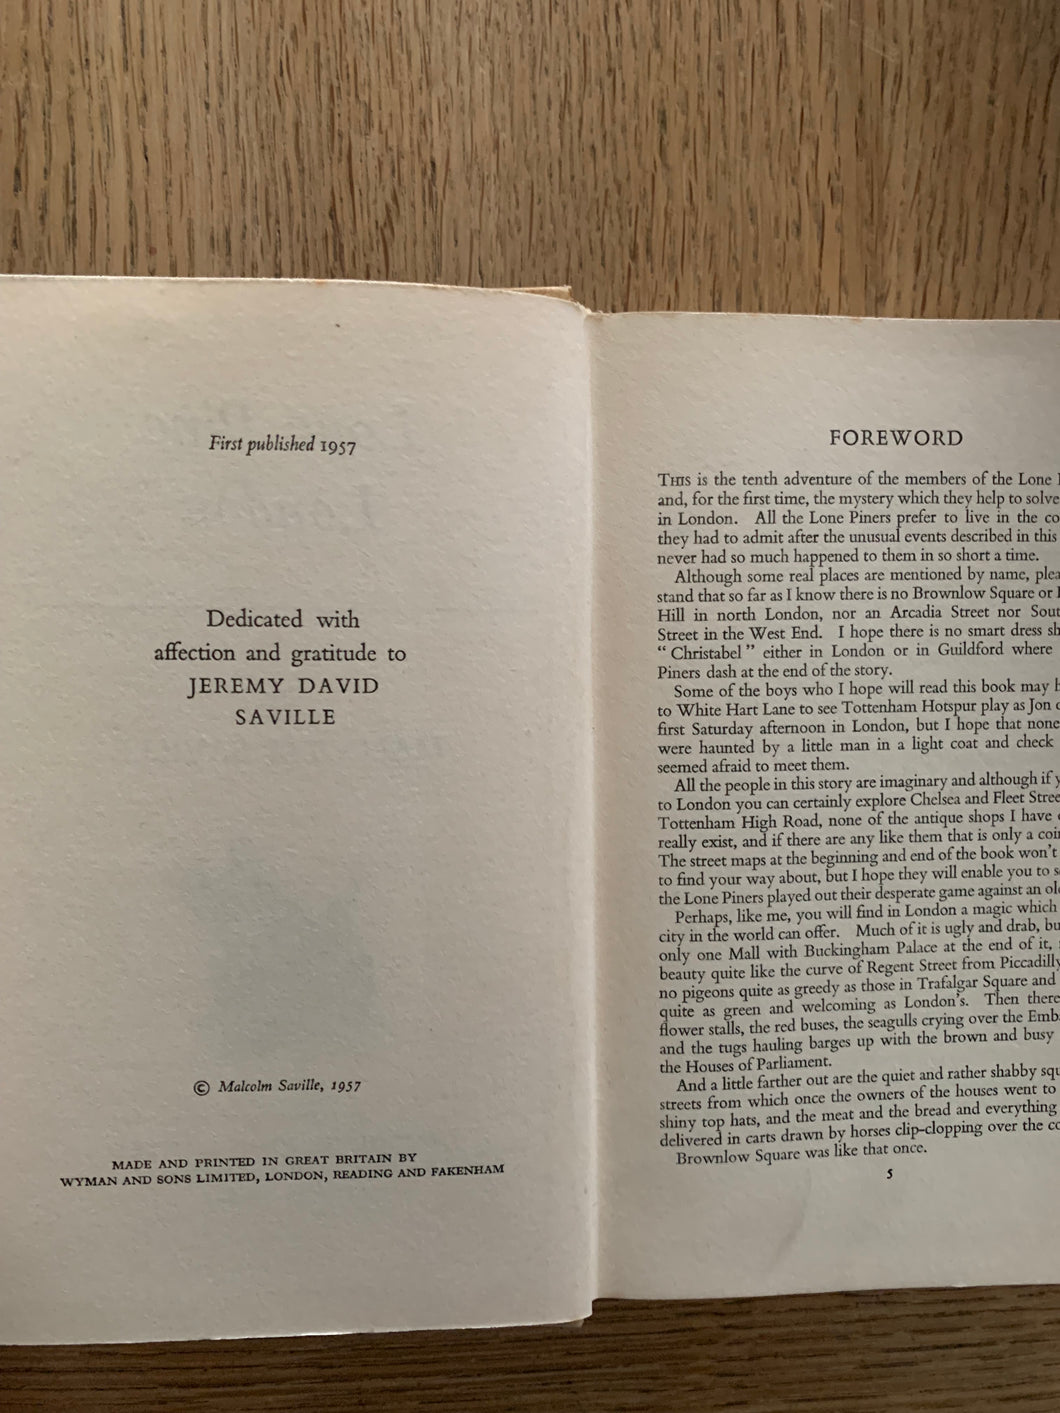 First published 1957
Dedicated with
affection and gratitude to
JEREMY DAVID
SAVILLE
© Malcolm Saville, 1957
MADE AND PRINTED IN GREAT BRITAIN BY
WYMAN AND SONS LIMITED, LONDON, READING AND FAKENHAM
FOREWORD
THIS is the tenth adventure of the members of the Lone
and, for the first time, the mystery which they help to solve
in London. All the Lone Piners prefer to live in the
they had to admit after the unusual events described in this
never had so much happened to them in so short a time.
Although some real places are mentioned by name,
stand that so far as I know there is no Brownlow Square or
Hill in north London, nor an Arcadia Street nor
Street in the West End. I hope there is no smart dress
“ Christabel ” either in London or in Guildford where
Piners dash at the end of the story.
Some of the boys who I hope will read this book may
to White Hart Lane to see Tottenham Hotspur play as Jon
first Saturday afternoon in London, but I hope that none
were haunted by a little man in a light coat and check
seemed afraid to meet them.
All the people in this story are imaginary and although if
to London you can certainly explore Chelsea and Fleet
Tottenham High Road, none of the antique shops I have
really exist, and if there are any like them that is only a
The street maps at the beginning and end of the book won't
to find your way about, but I hope they will enable you to
the Lone Piners played out their desperate game against an
Perhaps, like me, you will find in London a magic which
city in the world can offer. Much of it is ugly and drab,
only one Mall with Buckingham Palace at the end of it,
beauty quite like the curve of Regent Street from Piccadilly
no pigeons quite as greedy as those in Trafalgar Square and
quite as green and welcoming as London's. Then there
flower stalls, the red buses, the seagulls crying over the
and the tugs hauling barges up with the brown and busy
the Houses of Parliament.
And a little farther out are the quiet and rather shabby
streets from which once the owners of the houses went to
shiny top hats, and the meat and the bread and everything
delivered in carts drawn by horses clip-clopping over the
Brownlow Square was like that once.
5